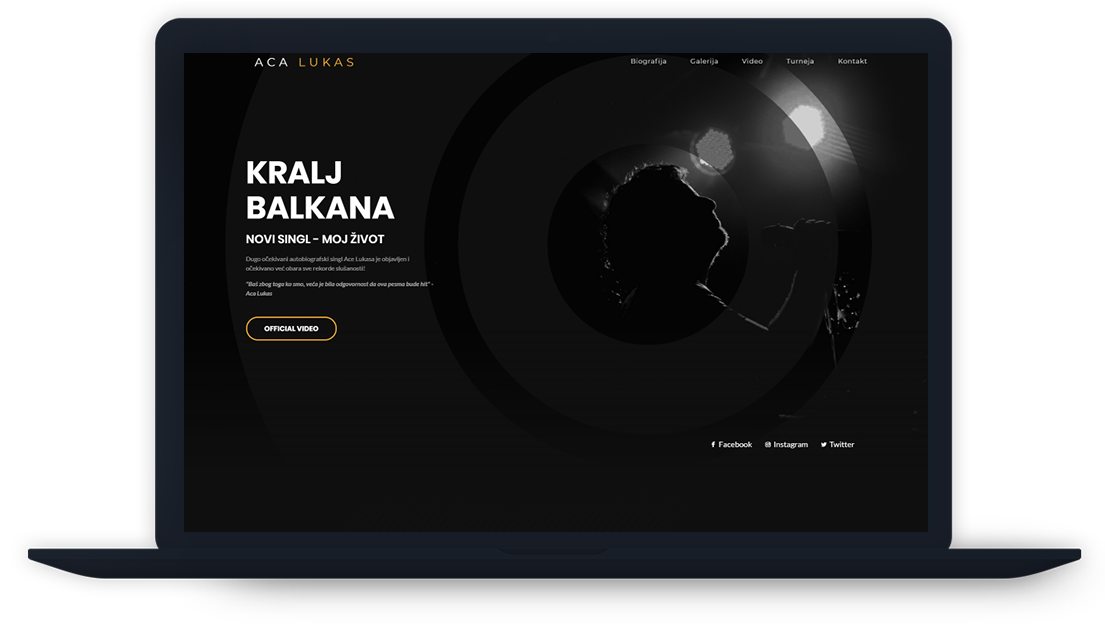 ACA LUKAS
Biografija Galerija Video Turneja Kontakt
KRALJ
BALKANA
NOVI SINGL – MOJ ŽIVOT
Dugo očekivani autobiografski singl Ace Lukasa je objavljen i
očekivano već obara sve rekorde slušanosti!
"Baš zbog toga ko smo, veća je bila odgovornost da ova pesma bude hit" -
Aca Lukas
OFFICIAL VIDEO
Facebook Instagram Twitter